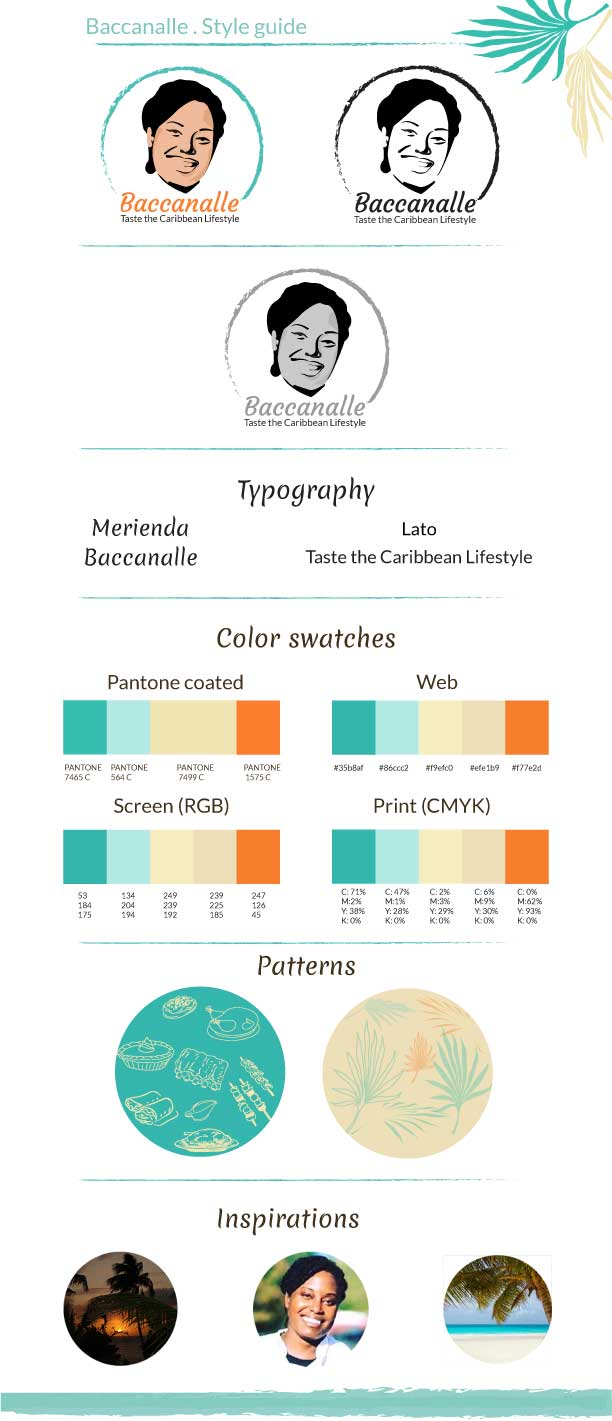 Baccanalle . Style guide
Baccanalle
Taste the Caribbean Lifestyle
Baccanalle
Taste the Caribbean Lifestyle
Baccanalle
Taste the Caribbean Lifestyle
Typography
Merienda
Baccanalle
Lato
Taste the Caribbean Lifestyle
Color swatches
Pantone coated
PANTONE
7465 C
PANTONE
564 C
PANTONE
7499 C
PANTONE
1575 C
Web
#35b8af
#86ccc2
#f9efc0
#efe1b9
#f77e2d
Screen (RGB)
53
184
175
134
204
194
249
239
192
239
225
185
247
126
45
Print (CMYK)
C: 71%
M:2%
Y: 38%
K: 0%
C: 47%
M:1%
Y: 28%
K: 0%
C: 2%
M:3%
Y: 29%
K: 0%
C: 6%
M:9%
Y: 30%
K: 0%
C: 0%
M:62%
Y: 93%
K: 0%
Patterns
Inspirations